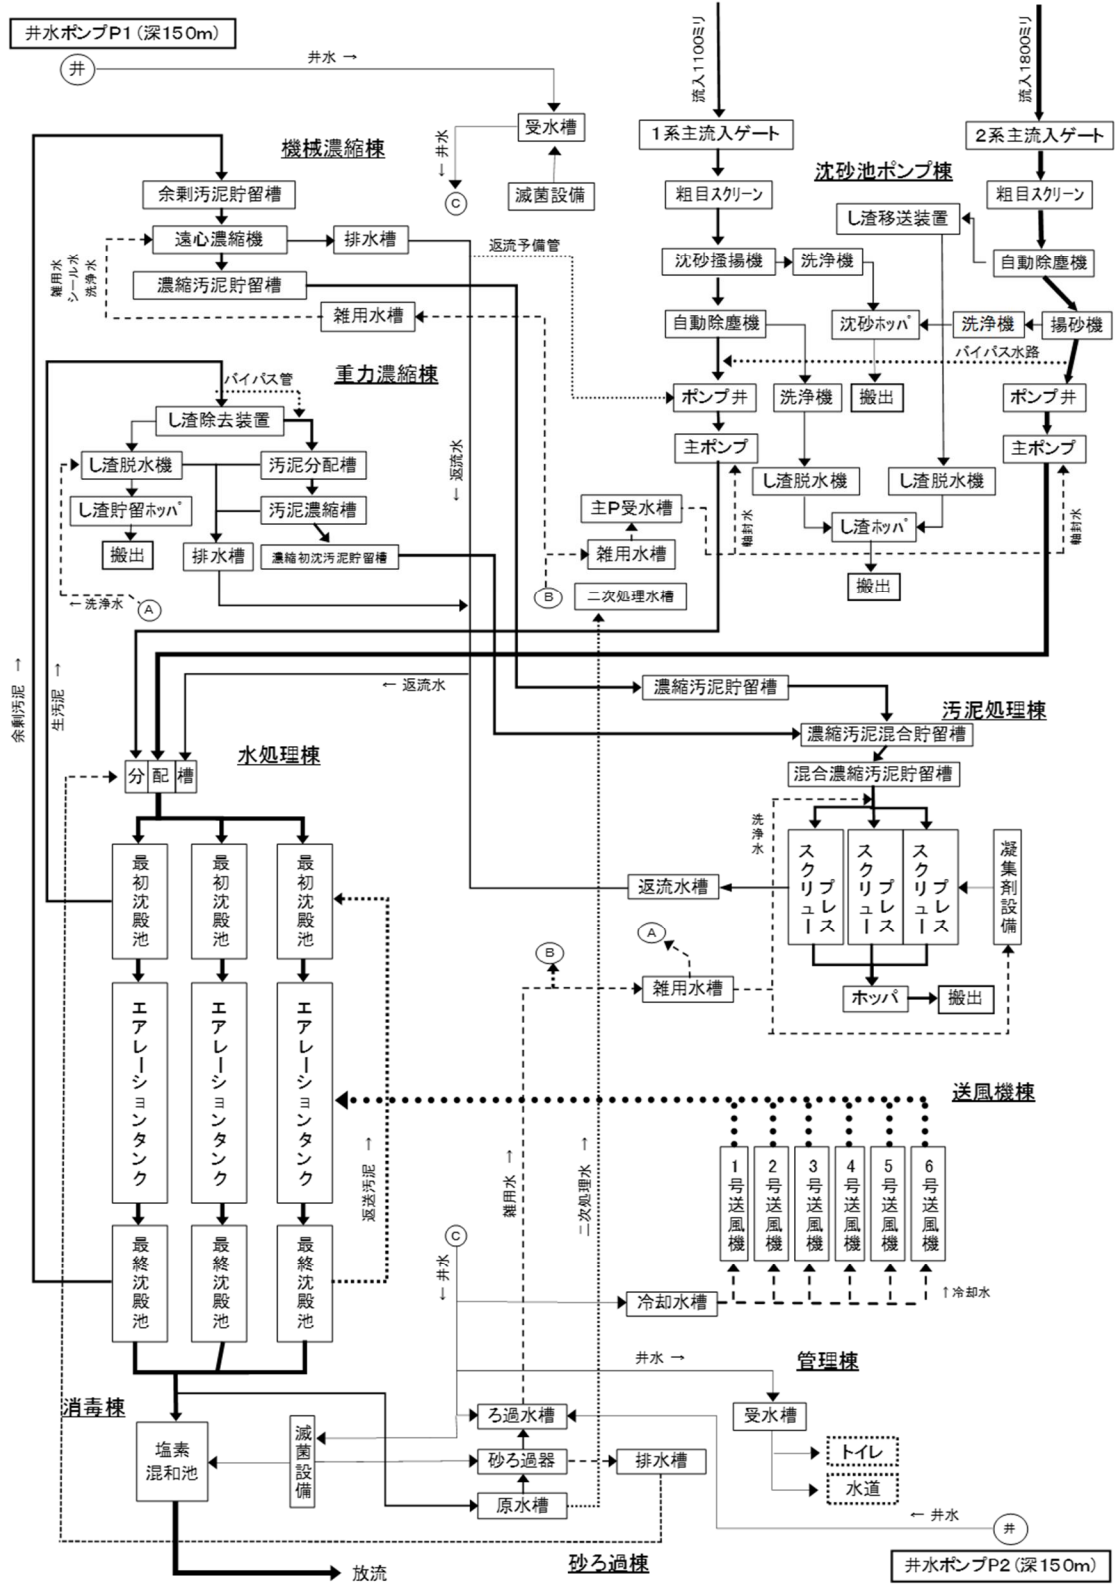 井水ポンプP1(深150m)
井
井水 →
受水槽
← 井水
C
滅菌設備
流入1100ミリ
流入1800ミリ
1系主流入ゲート
2系主流入ゲート
沈砂池ポンプ棟
粗目スクリーン
粗目スクリーン
し渣移送装置
沈砂掻揚機
洗浄機
自動除塵機
自動除塵機
沈砂ホッパ
洗浄機
揚砂機
バイパス水路
ポンプ井
洗浄機
搬出
ポンプ井
主ポンプ
主ポンプ
し渣脱水機
し渣脱水機
し渣ホッパ
搬出
軸封水
軸封水
機械濃縮棟
余剰汚泥貯留槽
遠心濃縮機
排水槽
濃縮汚泥貯留槽
雑用水
シール水
洗浄水
雑用水槽
返流予備管
重力濃縮棟
バイパス管
し渣除去装置
し渣脱水機
汚泥分配槽
し渣貯留ホッパ
汚泥濃縮槽
搬出
排水槽
濃縮初沈汚泥貯留槽
← 洗浄水
A
← 返流水
主P受水槽
雑用水槽
B
二次処理水槽
余剰汚泥 →
生汚泥 →
← 返流水
濃縮汚泥貯留槽
汚泥処理棟
濃縮汚泥混合貯留槽
混合濃縮汚泥貯留槽
水処理棟
分配槽
洗浄水
スクリュープレス
スクリュープレス
スクリュープレス
凝集剤設備
返流水槽
A
B
雑用水槽
ホッパ
搬出
最初沈殿池
最初沈殿池
最初沈殿池
エアレーションタンク
エアレーションタンク
エアレーションタンク
最終沈殿池
最終沈殿池
最終沈殿池
返送汚泥 →
雑用水 →
二次処理水 →
送風機棟
1号送風機
2号送風機
3号送風機
4号送風機
5号送風機
6号送風機
C
← 井水
冷却水槽
↑冷却水
井水 →
管理棟
受水槽
トイレ
水道
消毒棟
塩素
混和池
滅菌設備
ろ過水槽
砂ろ過器
排水槽
原水槽
← 井水
井
放流
砂ろ過棟
井水ポンプP2(深150m)